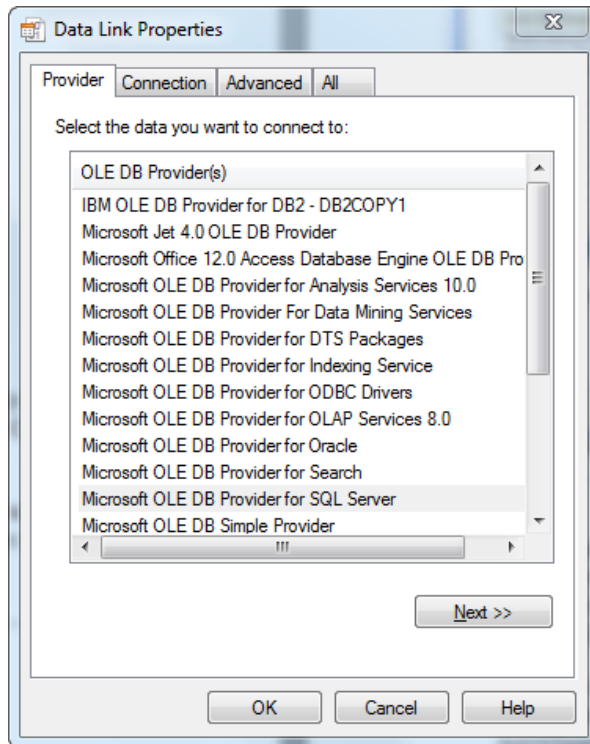 Data Link Properties
Provider Connection Advanced All
Select the data you want to connect to:
OLE DB Provider(s)
IBM OLE DB Provider for DB2 - DB2COPY1
Microsoft Jet 4.0 OLE DB Provider
Microsoft Office 12.0 Access Database Engine OLE DB Pro
Microsoft OLE DB Provider for Analysis Services 10.0
Microsoft OLE DB Provider For Data Mining Services
Microsoft OLE DB Provider for DTS Packages
Microsoft OLE DB Provider for Indexing Service
Microsoft OLE DB Provider for ODBC Drivers
Microsoft OLE DB Provider for OLAP Services 8.0
Microsoft OLE DB Provider for Oracle
Microsoft OLE DB Provider for Search
Microsoft OLE DB Provider for SQL Server
Microsoft OLE DB Simple Provider
Next >>
OK Cancel Help